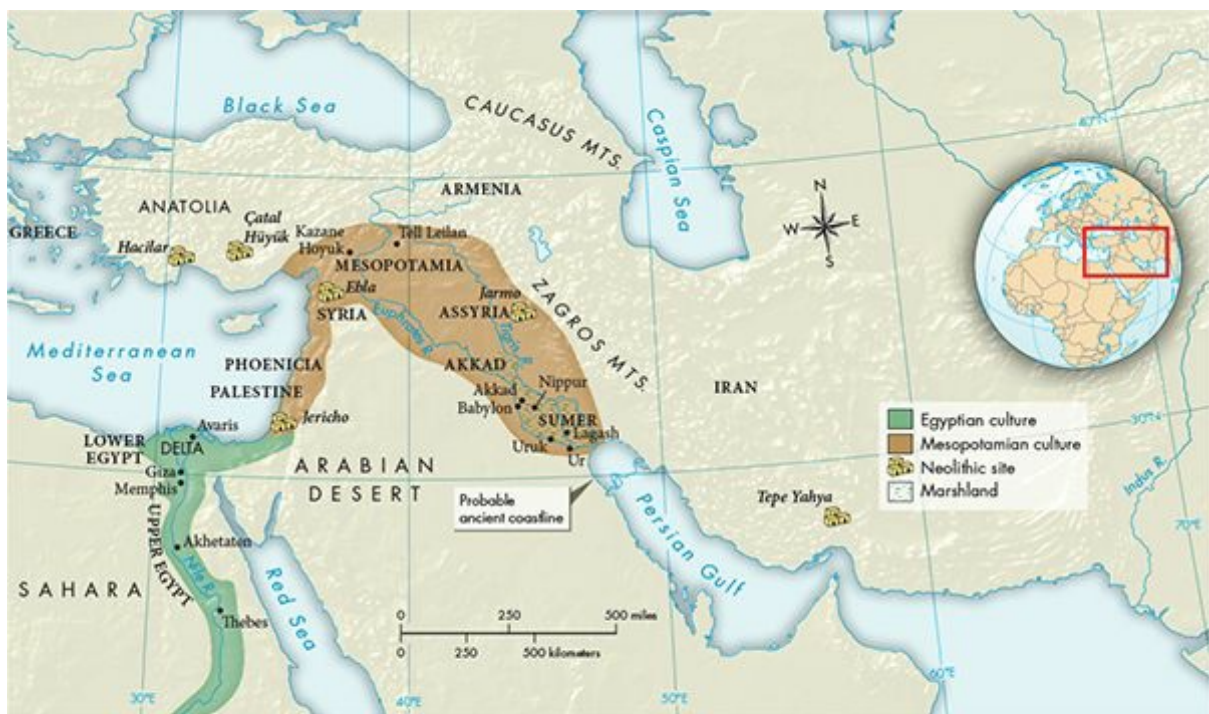 Black Sea
CAUCASUS MTS.
Caspian Sea
40°N
ARMENIA
ANATOLIA
Çatal
Hüyük
Kazane
Hoyuk
Tell Leilan
GREECE
Hacilar
MESOPOTAMIA
N
W
E
S
Ebla
SYRIA
Jarmo
ASSYRIA
ZAGROS MTS.
Euphrates R.
Tigris R.
Mediterranean
Sea
PHOENICIA
AKKAD
PALESTINE
Akkad
Nippur
Babylon
IRAN
SUMER
Jericho
Avaris
Uruk
Lagash
Ur
LOWER
EGYPT
DELTA
Giza
Memphis
ARABIAN
DESERT
Probable
ancient coastline
Egyptian culture
Mesopotamian culture
Neolithic site
Marshland
30°N
Indus R.
Tepe Yahya
70°E
UPPER EGYPT
Akhetaten
Persian Gulf
SAHARA
Nile R.
Red Sea
Thebes
0 250 500 miles
0 250 500 kilometers
30°E
40°E
50°E
60°E